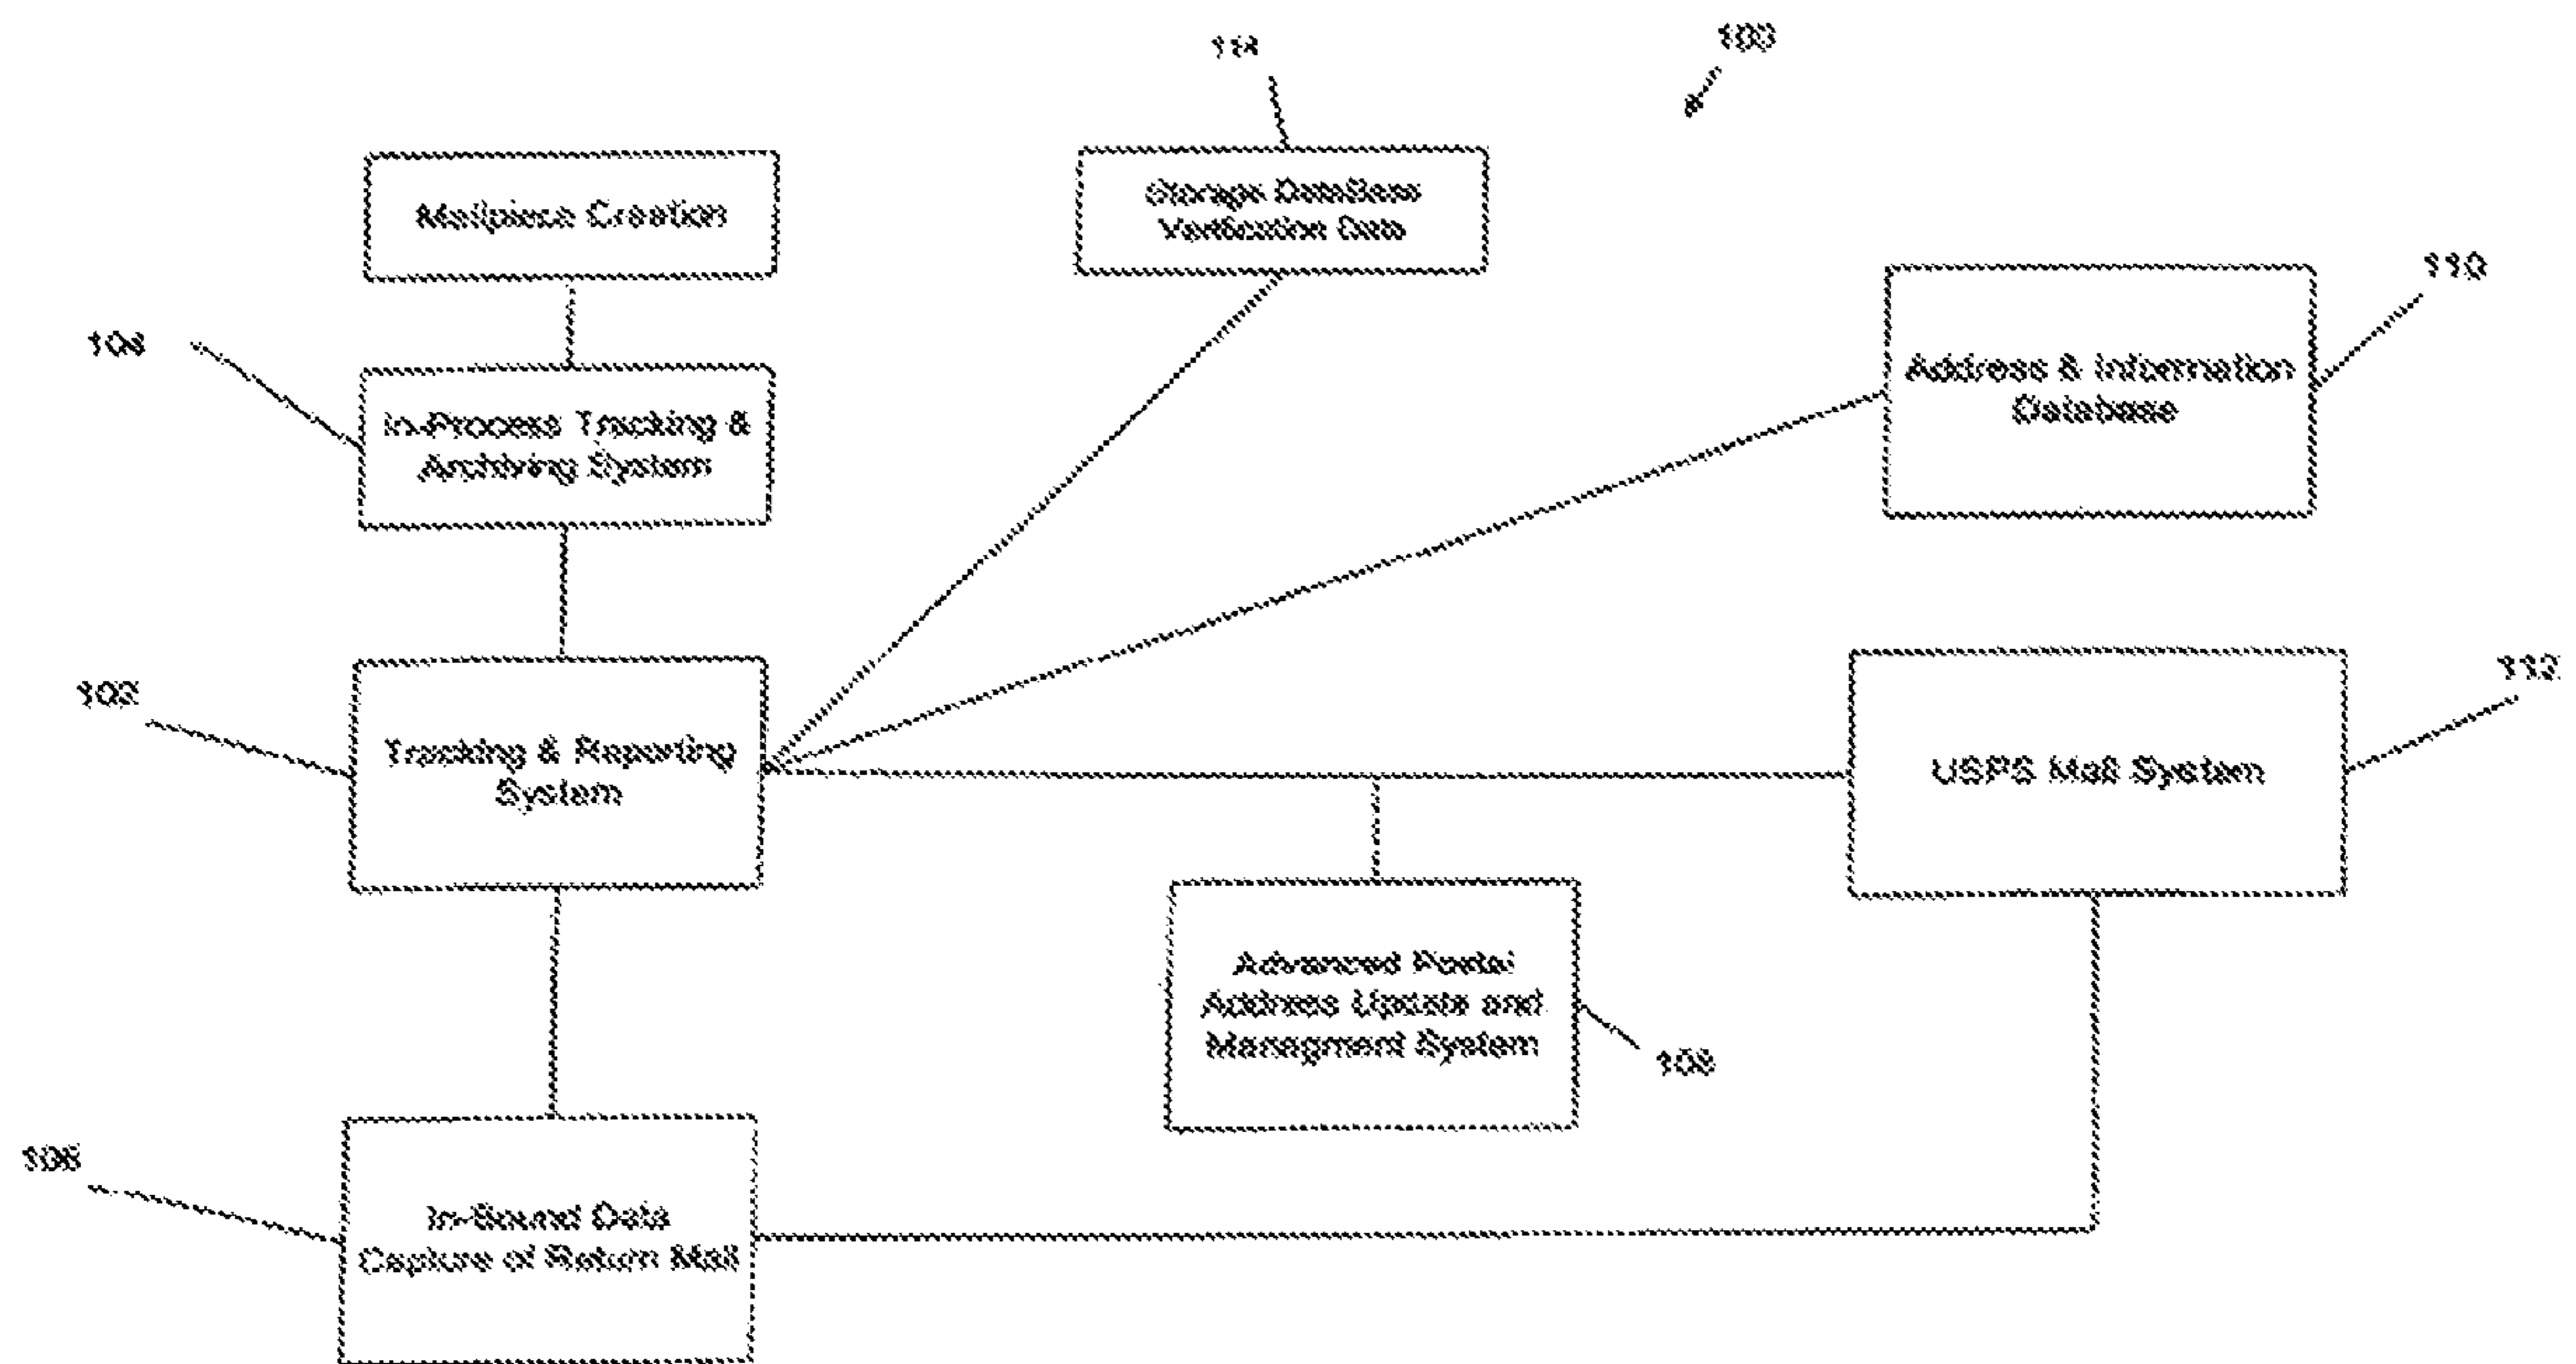 100
Mailpiece Creation
Storage DataBase
Verification Data
110
Address & Information
Database
104
In-Process Tracking &
Archiving System
102
Tracking & Reporting
System
112
USPS Mail System
Advanced Postal
Address Update and
Managment System
108
106
In-Bound Data
Capture of Return Mail